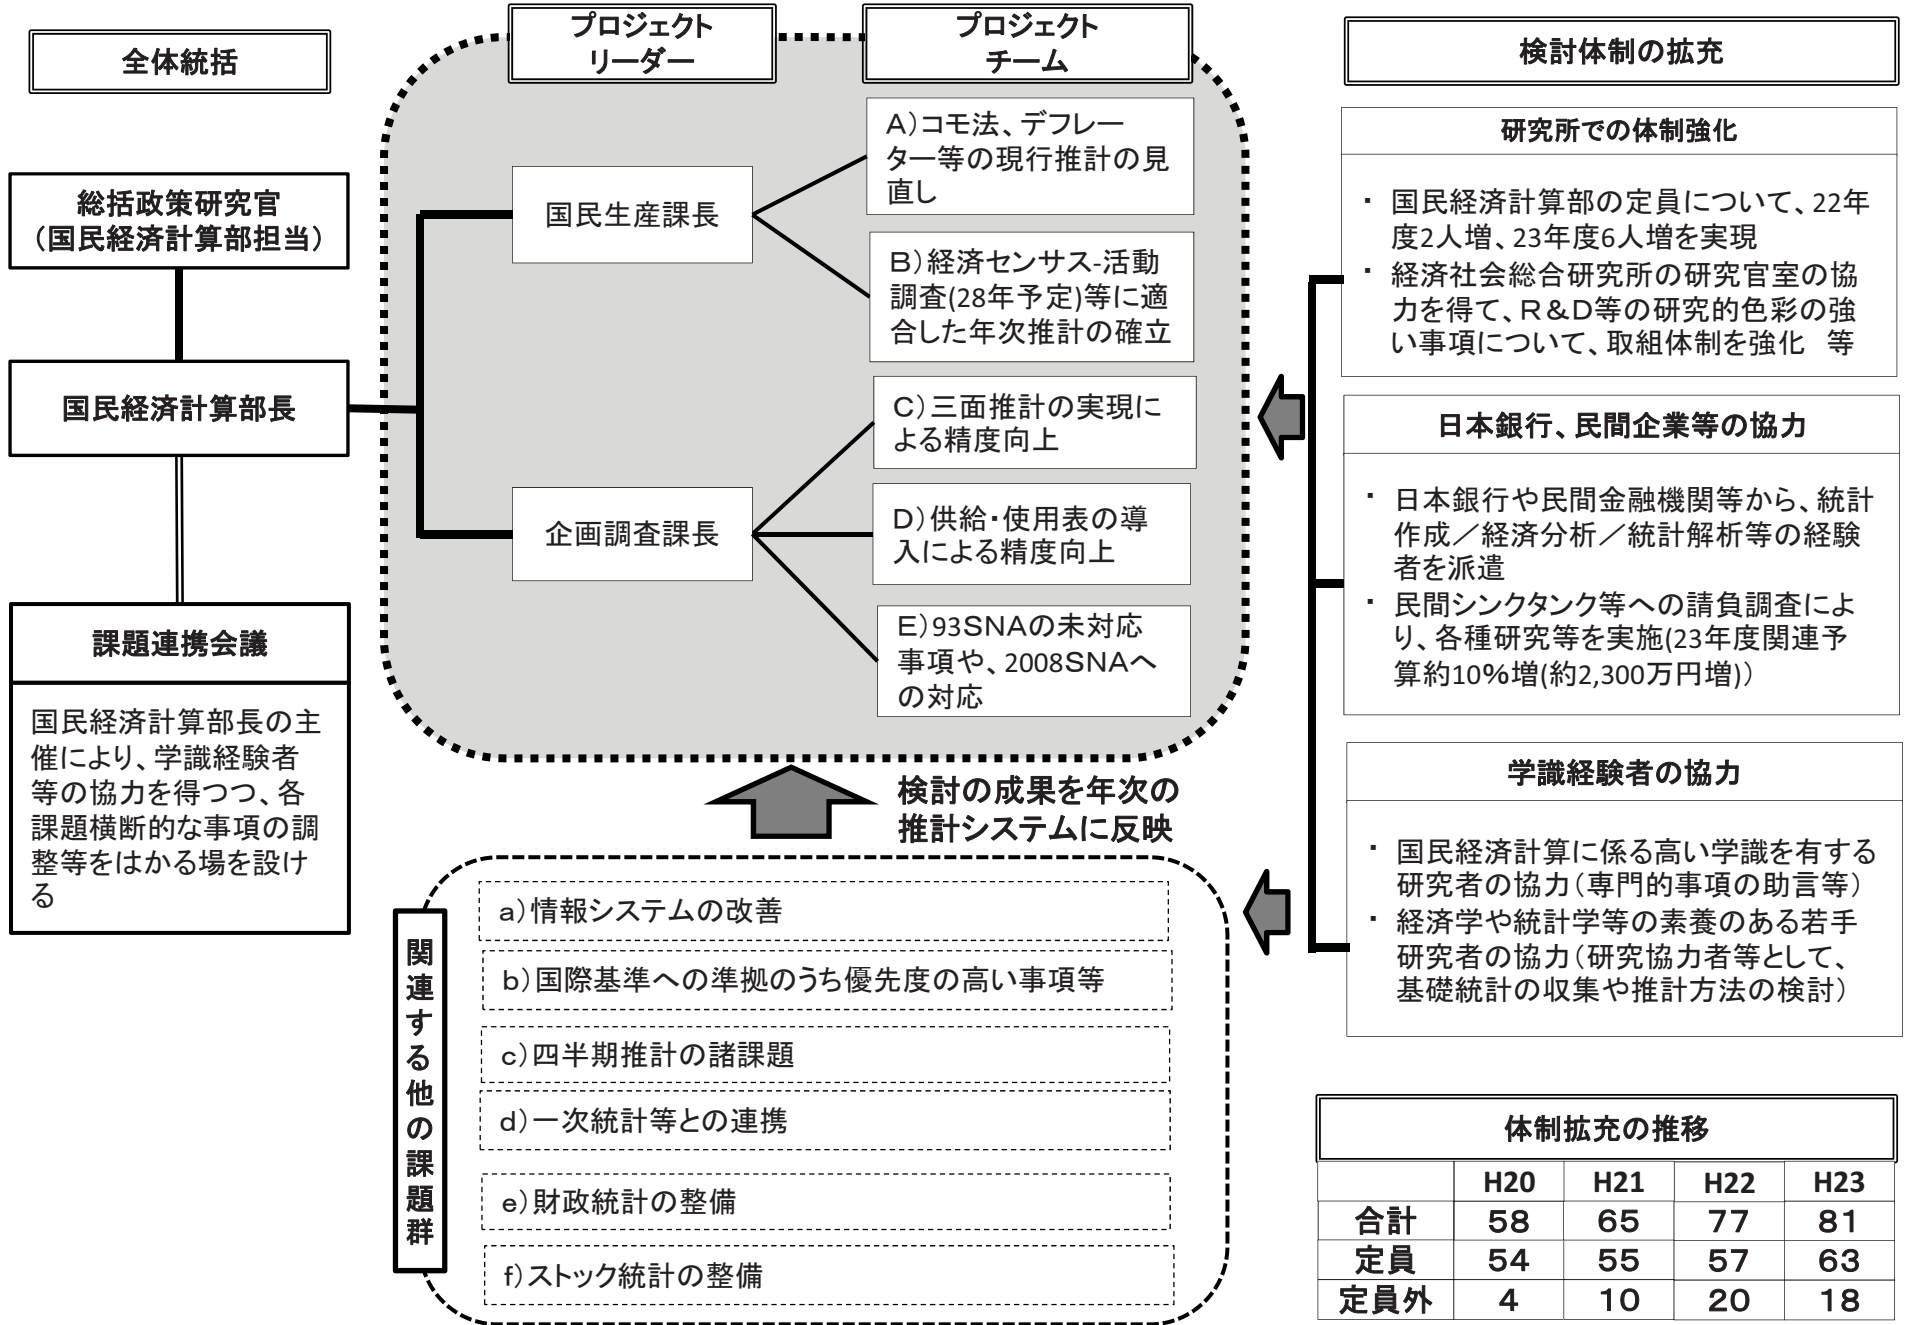 全体統括
総括政策研究官
（国民経済計算部担当）
国民経済計算部長
課題連携会議
国民経済計算部長の主
催により、学識経験者
等の協力を得つつ、各
課題横断的な事項の調
整等をはかる場を設け
る
プロジェクト
リーダー
プロジェクト
チーム
国民生産課長
企画調査課長
A）コモ法、デフレー
ター等の現行推計の見
直し
B）経済センサス-活動
調査(28年予定)等に適
合した年次推計の確立
C）三面推計の実現に
よる精度向上
D）供給・使用表の導
入による精度向上
E）93SNAの未対応
事項や、2008SNAへ
の対応
検討の成果を年次の
推計システムに反映
関連する他の課題群
a）情報システムの改善
b）国際基準への準拠のうち優先度の高い事項等
c）四半期推計の諸課題
d）一次統計等との連携
e）財政統計の整備
f）ストック統計の整備
検討体制の拡充
研究所での体制強化
・ 国民経済計算部の定員について、22年
度2人増、23年度6人増を実現
・ 経済社会総合研究所の研究官室の協
力を得て、R&D等の研究的色彩の強
い事項について、取組体制を強化　等
日本銀行、民間企業等の協力
・ 日本銀行や民間金融機関等から、統計
作成／経済分析／統計解析等の経験
者を派遣
・ 民間シンクタンク等への請負調査によ
り、各種研究等を実施(23年度関連予
算約10%増(約2,300万円増)）
学識経験者の協力
・ 国民経済計算に係る高い学識を有する
研究者の協力（専門的事項の助言等）
・ 経済学や統計学等の素養のある若手
研究者の協力（研究協力者等として、
基礎統計の収集や推計方法の検討）
体制拡充の推移
H20 H21 H22 H23
合計 58 65 77 81
定員 54 55 57 63
定員外 4 10 20 18